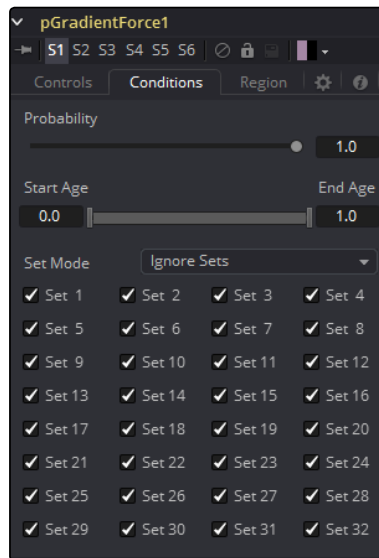 pGradientForce1
S1 S2 S3 S4 S5 S6
Controls Conditions Region
Probability
1.0
Start Age End Age
0.0 1.0
Set Mode Ignore Sets
Set 1 Set 2 Set 3 Set 4
Set 5 Set 6 Set 7 Set 8
Set 9 Set 10 Set 11 Set 12
Set 13 Set 14 Set 15 Set 16
Set 17 Set 18 Set 19 Set 20
Set 21 Set 22 Set 23 Set 24
Set 25 Set 26 Set 27 Set 28
Set 29 Set 30 Set 31 Set 32